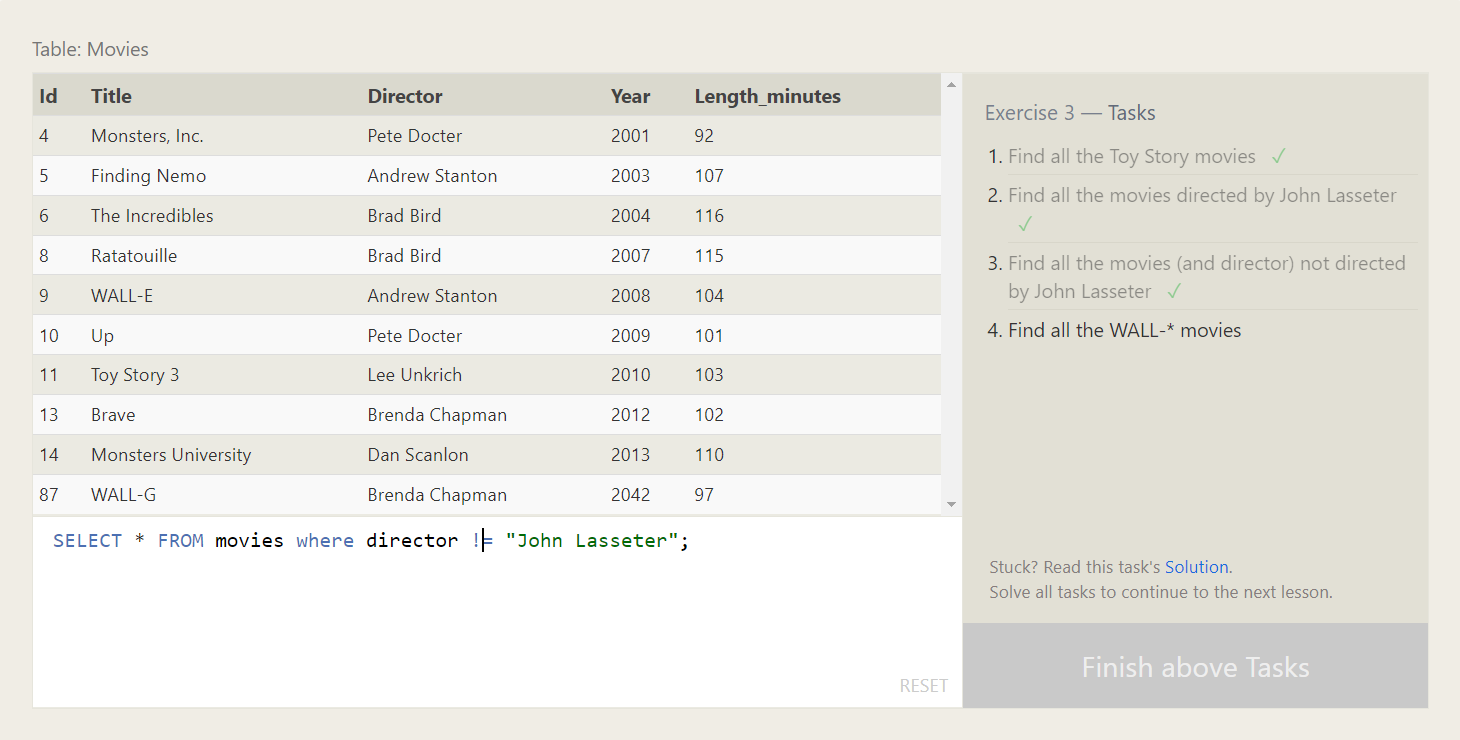 Table: Movies
Id Title Director Year Length_minutes
4 Monsters, Inc. Pete Docter 2001 92
5 Finding Nemo Andrew Stanton 2003 107
6 The Incredibles Brad Bird 2004 116
8 Ratatouille Brad Bird 2007 115
9 WALL-E Andrew Stanton 2008 104
10 Up Pete Docter 2009 101
11 Toy Story 3 Lee Unkrich 2010 103
13 Brave Brenda Chapman 2012 102
14 Monsters University Dan Scanlon 2013 110
87 WALL-G Brenda Chapman 2042 97
SELECT * FROM movies where director != "John Lasseter";
RESET
Exercise 3 — Tasks
1. Find all the Toy Story movies ✓
2. Find all the movies directed by John Lasseter
✓
3. Find all the movies (and director) not directed
by John Lasseter ✓
4. Find all the WALL-* movies
Stuck? Read this task's Solution.
Solve all tasks to continue to the next lesson.
Finish above Tasks